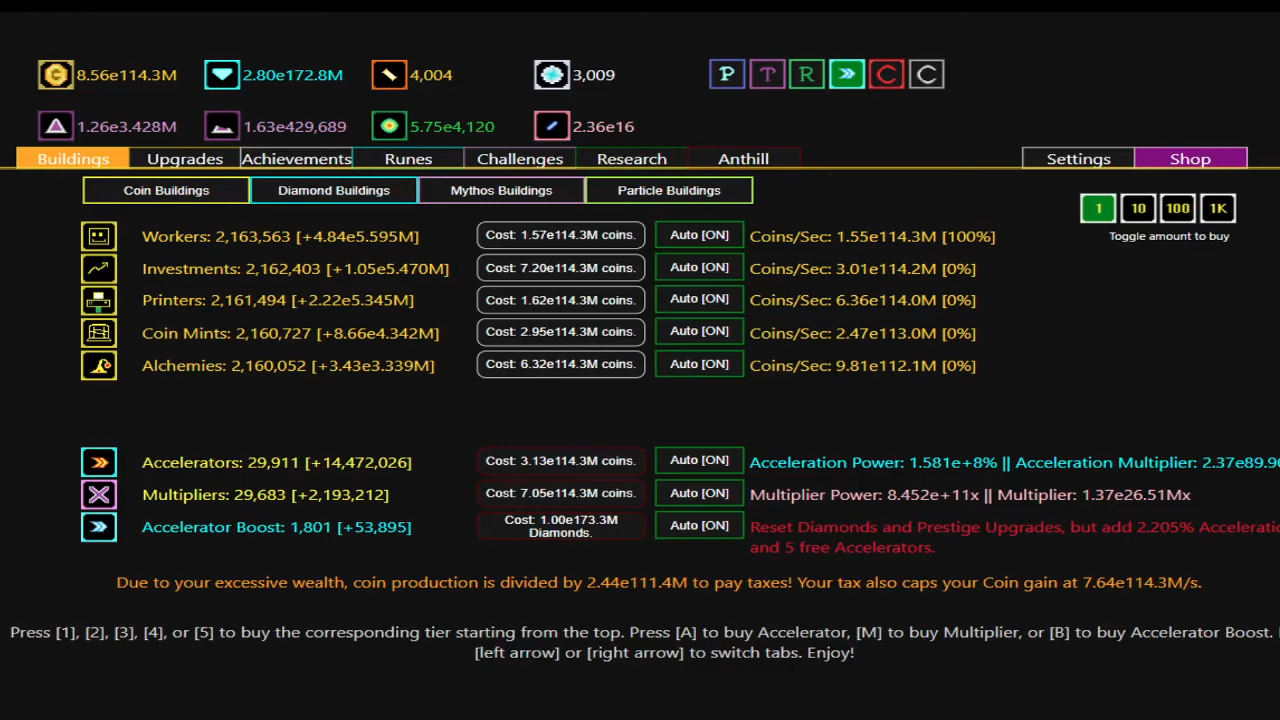 8.56e114.3M 2.80e172.8M 4,004 3,009 P T R C C
1.26e3.428M 1.63e429,689 5.75e4,120 2.36e16
Buildings Upgrades Achievements Runes Challenges Research Anthill Settings Shop
Coin Buildings Diamond Buildings Mythos Buildings Particle Buildings
1 10 100 1K
Toggle amount to buy
Workers: 2,163,563 [+4.84e5.595M] Cost: 1.57e114.3M coins. Auto [ON] Coins/Sec: 1.55e114.3M [100%]
Investments: 2,162,403 [+1.05e5.470M] Cost: 7.20e114.3M coins. Auto [ON] Coins/Sec: 3.01e114.2M [0%]
Printers: 2,161,494 [+2.22e5.345M] Cost: 1.62e114.3M coins. Auto [ON] Coins/Sec: 6.36e114.0M [0%]
Coin Mints: 2,160,727 [+8.66e4.342M] Cost: 2.95e114.3M coins. Auto [ON] Coins/Sec: 2.47e113.0M [0%]
Alchemies: 2,160,052 [+3.43e3.339M] Cost: 6.32e114.3M coins. Auto [ON] Coins/Sec: 9.81e112.1M [0%]
Accelerators: 29,911 [+14,472,026] Cost: 3.13e114.3M coins. Auto [ON] Acceleration Power: 1.581e+8% || Acceleration Multiplier: 2.37e89.90
Multipliers: 29,683 [+2,193,212] Cost: 7.05e114.3M coins. Auto [ON] Multiplier Power: 8.452e+11x || Multiplier: 1.37e26.51Mx
Accelerator Boost: 1,801 [+53,895] Cost: 1.00e173.3M Diamonds. Auto [ON] Reset Diamonds and Prestige Upgrades, but add 2.205% Acceleratio
and 5 free Accelerators.
Due to your excessive wealth, coin production is divided by 2.44e111.4M to pay taxes! Your tax also caps your Coin gain at 7.64e114.3M/s.
Press [1], [2], [3], [4], or [5] to buy the corresponding tier starting from the top. Press [A] to buy Accelerator, [M] to buy Multiplier, or [B] to buy Accelerator Boost.
[left arrow] or [right arrow] to switch tabs. Enjoy!